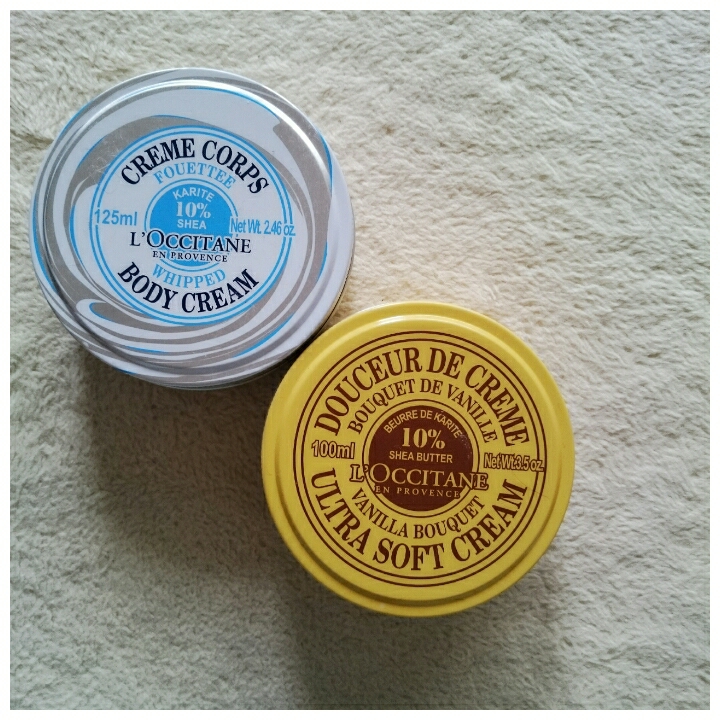 CREME CORPS
FOUETTEE
KARITE
10%
SHEA
125ml
Net Wt. 2.46 oz.
L'OCCITANE
EN PROVENCE
WHIPPED
BODY CREAM
DOUCEUR DE CREME
BOUQUET DE VANILLE
BEURRE DE KARITE
10%
SHEA BUTTER
100ml
Net Wt.3.5 oz.
L'OCCITANE
EN PROVENCE
VANILLA BOUQUET
ULTRA SOFT CREAM